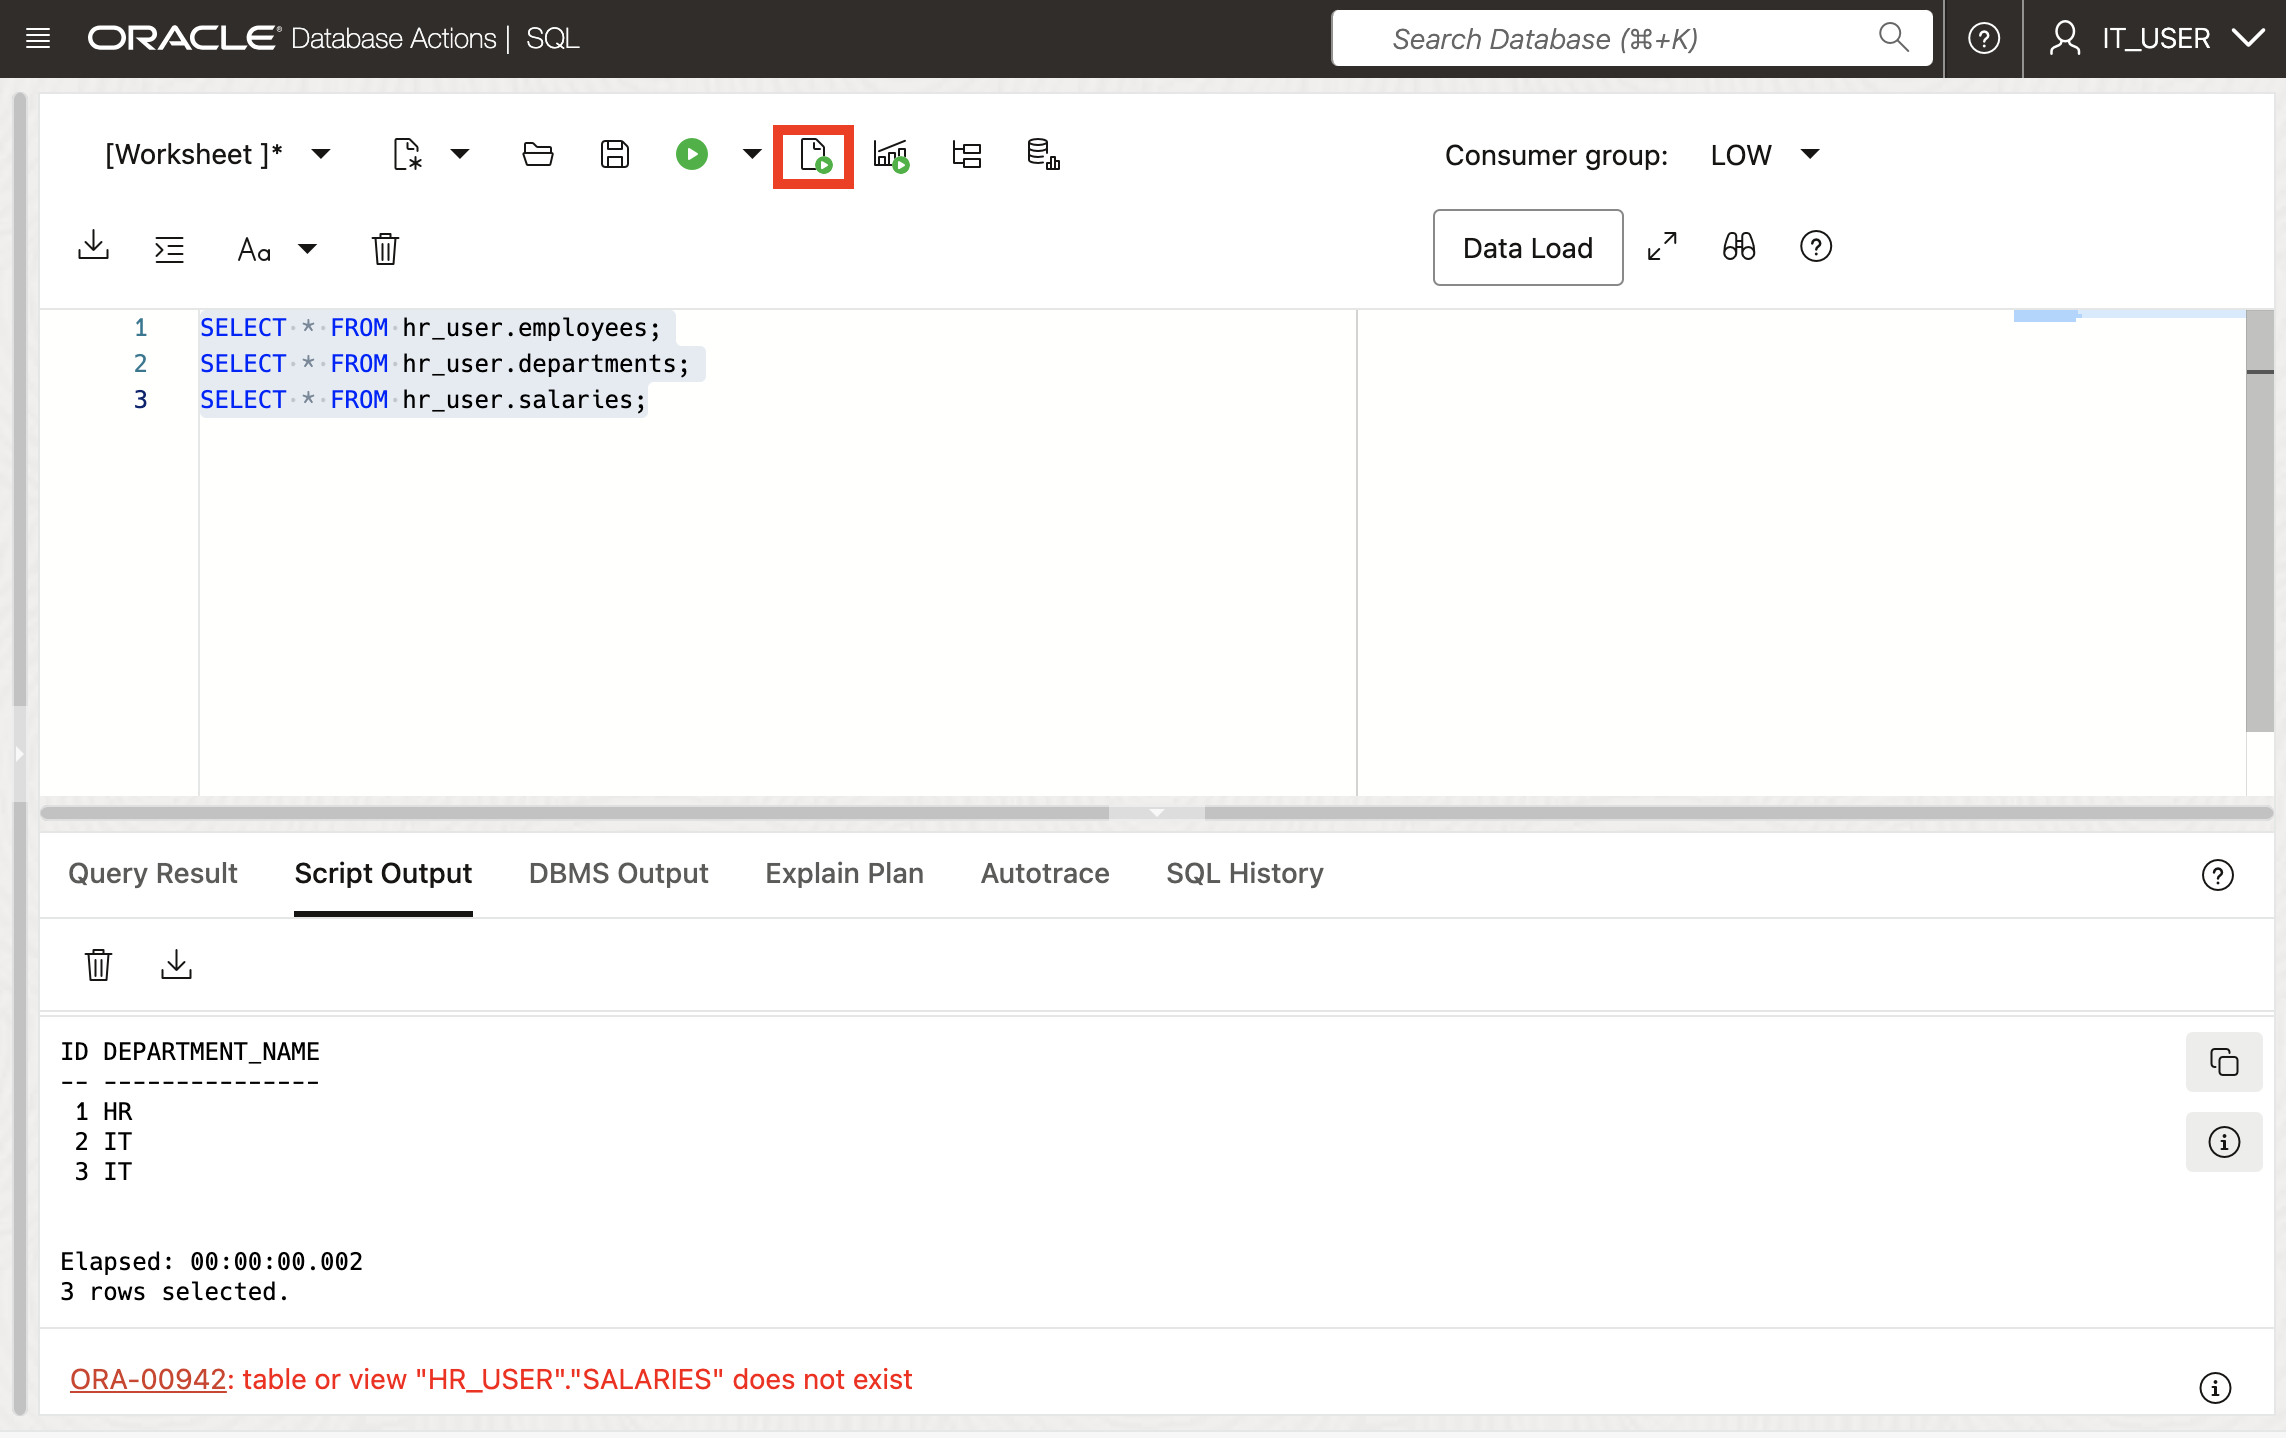 ORACLE Database Actions | SQL
Search Database (⌘+K)
IT_USER
[Worksheet ]*
Consumer group: LOW
Aa
Data Load
1 SELECT * FROM hr_user.employees;
2 SELECT * FROM hr_user.departments;
3 SELECT * FROM hr_user.salaries;
Query Result Script Output DBMS Output Explain Plan Autotrace SQL History
ID DEPARTMENT_NAME
-- ---------------
1 HR
2 IT
3 IT
Elapsed: 00:00:00.002
3 rows selected.
ORA-00942: table or view "HR_USER"."SALARIES" does not exist